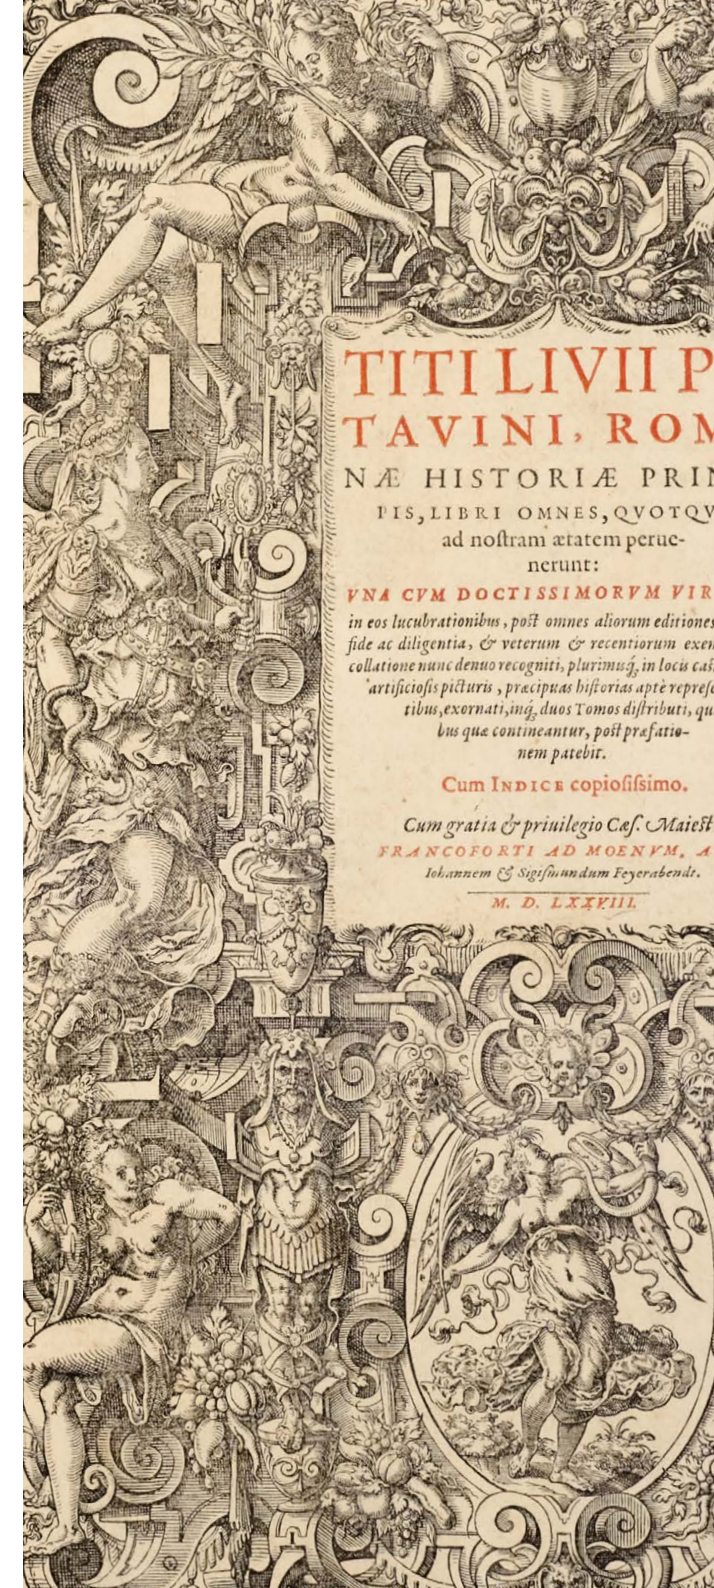 TITI LIVII P
TAVINI, ROM
NÆ HISTORIÆ PRIN
PIS, LIBRI OMNES, QVOTQV
ad noſtram ætatem perue-
nerunt:
VNA CVM DOCTISSIMORVM VIR
in eos lucubrationibus, poſt omnes aliorum editiones
fide ac diligentia, & veterum & recentiorum exem
collatione nunc denuo recogniti, plurimusq́; in locis caſ
artificioſis picturis, præcipuas hiſtorias aptè repreſe
tibus, exornati, inq́; duos Tomos diſtributi, qu
bus quæ contineantur, poſt præfatio-
nem patebit.
Cum INDICE copioſiſsimo.
Cum gratia & priuilegio Cæſ. Maieſt
FRANCOFORTI AD MOENVM, A
Iohannem & Sigiſmundum Feyerabendt.
M. D. LXXVIII.